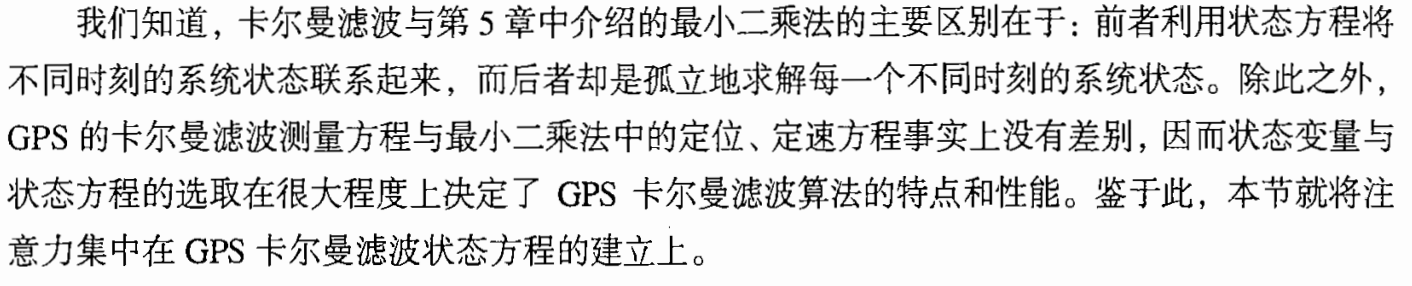 我们知道，卡尔曼滤波与第 5 章中介绍的最小二乘法的主要区别在于：前者利用状态方程将
不同时刻的系统状态联系起来，而后者却是孤立地求解每一个不同时刻的系统状态。除此之外，
GPS 的卡尔曼滤波测量方程与最小二乘法中的定位、定速方程事实上没有差别，因而状态变量与
状态方程的选取在很大程度上决定了 GPS 卡尔曼滤波算法的特点和性能。鉴于此，本节就将注
意力集中在 GPS 卡尔曼滤波状态方程的建立上。